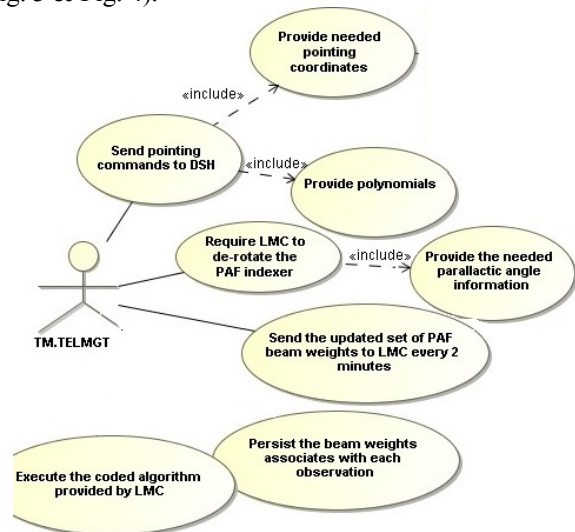 g. 3 & Fig. 4).
Provide needed
pointing
coordinates
«include»
Send pointing
commands to DSH
«include»
Provide polynomials
Require LMC to
de-rotate the
PAF indexer
«include»
Provide the needed
parallactic angle
information
TM.TELMGT
Send the updated set of PAF
beam weights to LMC every 2
minutes
Persist the beam weights
associates with each
observation
Execute the coded algorithm
provided by LMC